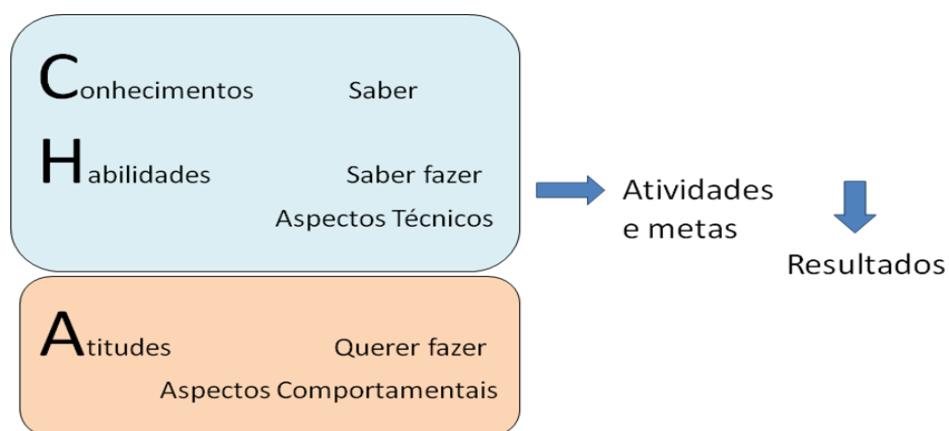 Conhecimentos Saber
Habilidades Saber fazer
Aspectos Técnicos
Atitudes Querer fazer
Aspectos Comportamentais
Atividades
e metas
Resultados